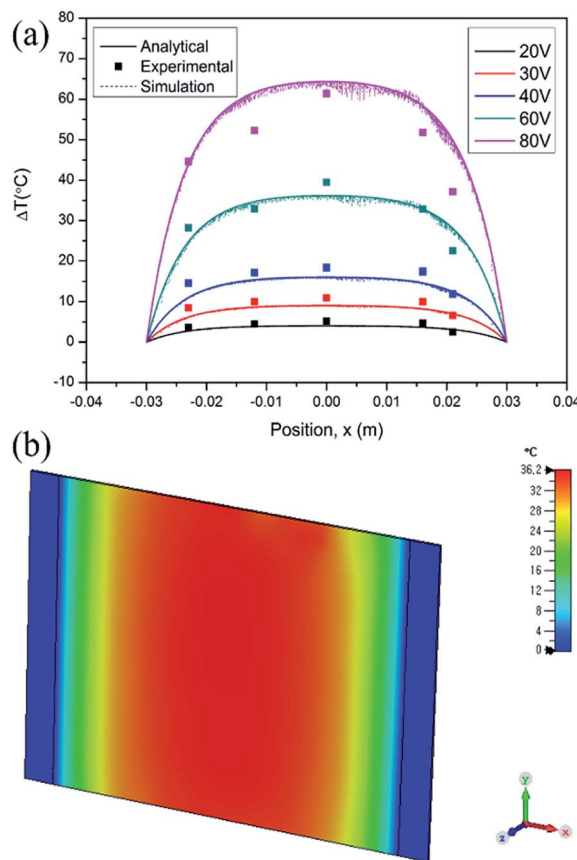 (a)
Analytical
Experimental
Simulation
20V
30V
40V
60V
80V
80
70
60
50
40
30
20
10
0
-10
ΔT(°C)
-0.04 -0.03 -0.02 -0.01 0.00 0.01 0.02 0.03 0.04
Position, x (m)
(b)
°C
36,2
32
28
24
20
16
12
8
4
0
y
z
x